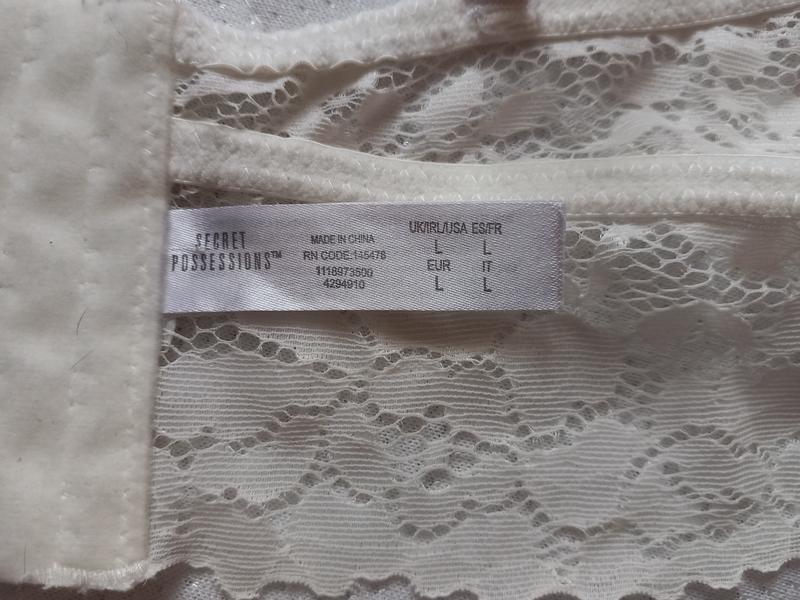 SECRET
POSSESSIONS™
MADE IN CHINA
RN CODE:145478
1118973500
4294910
UK/IRL/USA ES/FR
L L
EUR IT
L L